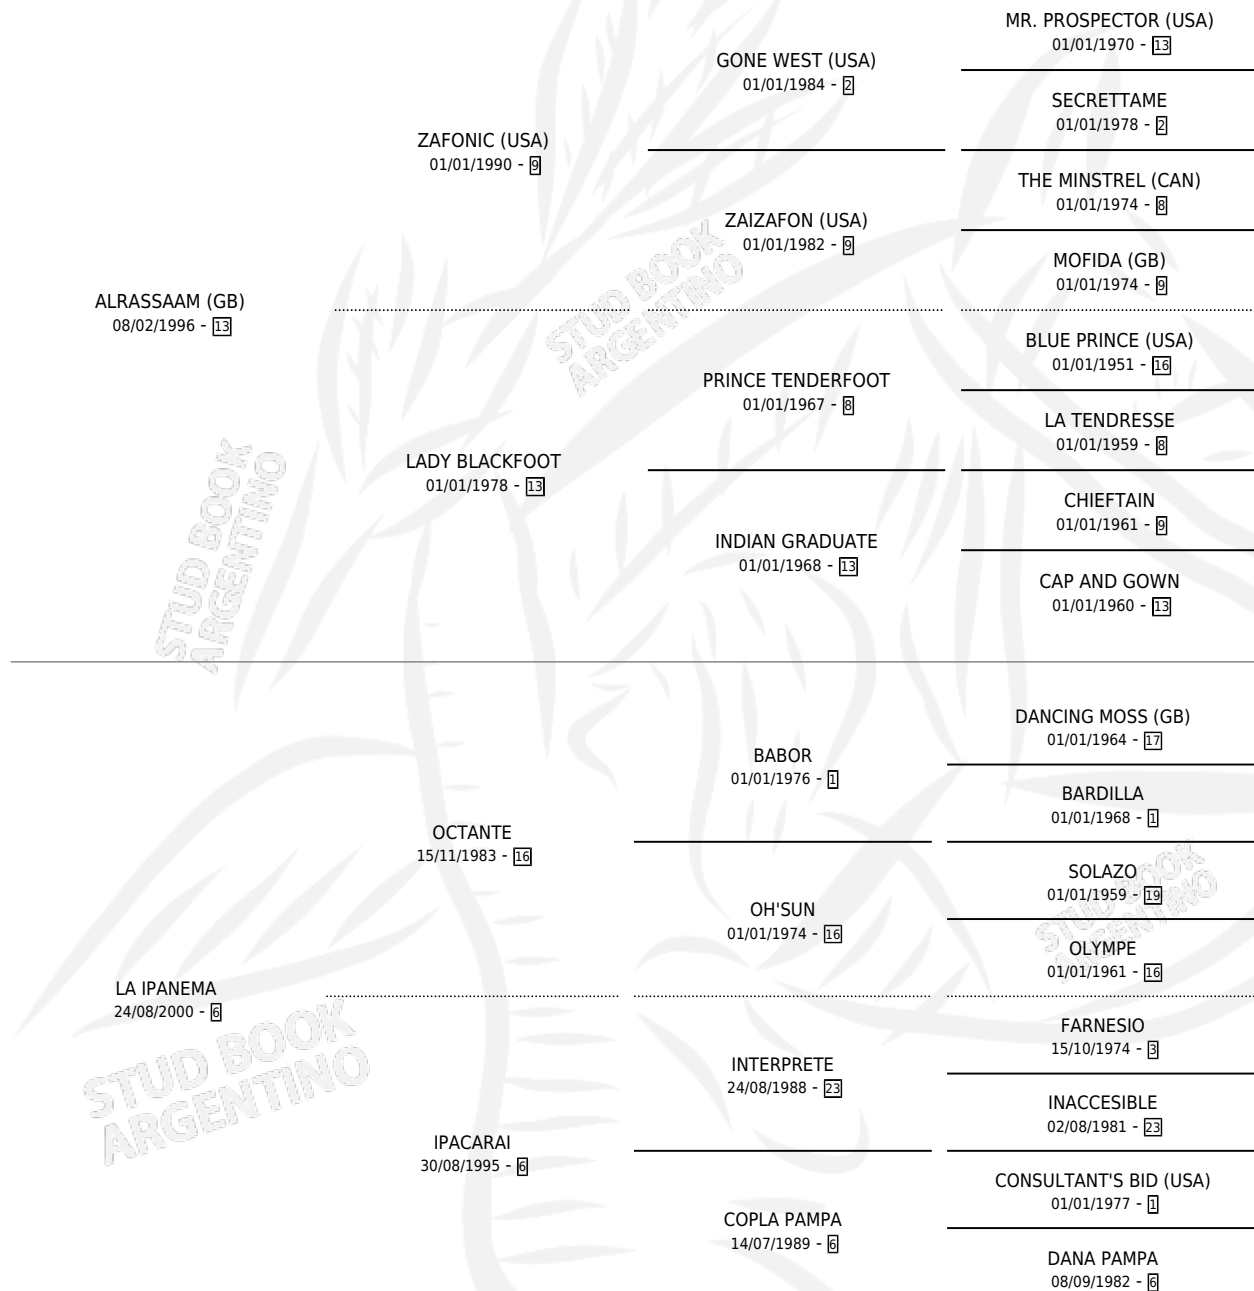 MR. PROSPECTOR (USA)
01/01/1970 - 13
GONE WEST (USA)
01/01/1984 - 2
SECRETTAME
01/01/1978 - 2
ZAFONIC (USA)
01/01/1990 - 9
THE MINSTREL (CAN)
01/01/1974 - 8
ZAIZAFON (USA)
01/01/1982 - 9
MOFIDA (GB)
01/01/1974 - 9
ALRASSAAM (GB)
08/02/1996 - 13
STUD BOOK
ARGENTINO
BLUE PRINCE (USA)
01/01/1951 - 16
PRINCE TENDERFOOT
01/01/1967 - 8
LA TENDRESSE
01/01/1959 - 8
LADY BLACKFOOT
01/01/1978 - 13
CHIEFTAIN
01/01/1961 - 9
INDIAN GRADUATE
01/01/1968 - 13
CAP AND GOWN
01/01/1960 - 13
STUD BOOK
ARGENTINO
DANCING MOSS (GB)
01/01/1964 - 17
BABOR
01/01/1976 - 1
BARDILLA
01/01/1968 - 1
OCTANTE
15/11/1983 - 16
SOLAZO
01/01/1959 - 19
OH'SUN
01/01/1974 - 16
OLYMPE
01/01/1961 - 16
STUD BOOK
ARGENTINO
LA IPANEMA
24/08/2000 - 6
FARNESIO
15/10/1974 - 3
INTERPRETE
24/08/1988 - 23
INACCESIBLE
02/08/1981 - 23
STUD BOOK
ARGENTINO
IPACARAI
30/08/1995 - 6
CONSULTANT'S BID (USA)
01/01/1977 - 1
COPLA PAMPA
14/07/1989 - 6
DANA PAMPA
08/09/1982 - 6